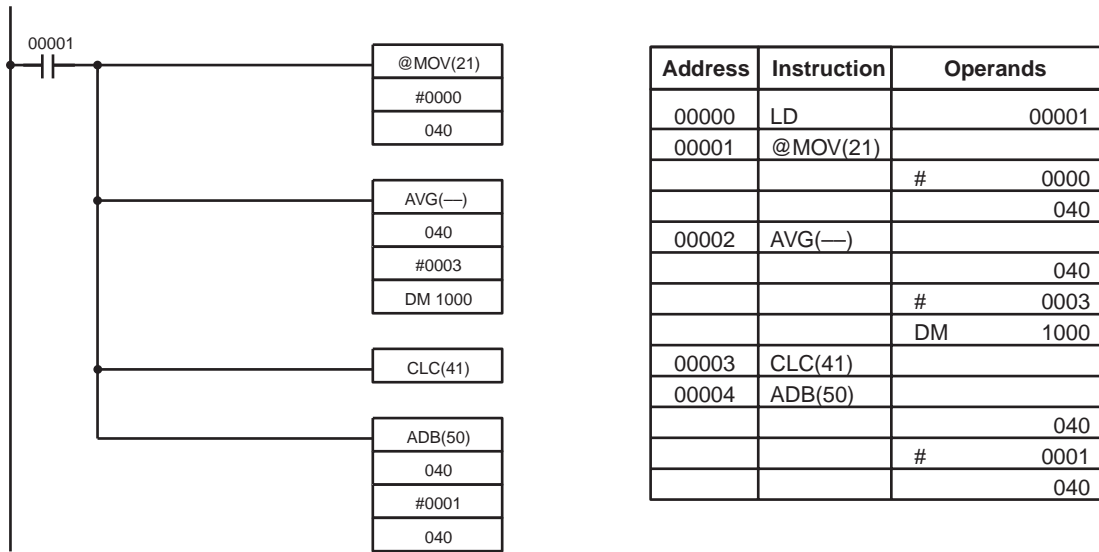 00001
@MOV(21)
#0000
040
AVG(––)
040
#0003
DM 1000
CLC(41)
ADB(50)
040
#0001
040
Address Instruction Operands
00000 LD 00001
00001 @MOV(21)
# 0000
040
00002 AVG(––)
040
# 0003
DM 1000
00003 CLC(41)
00004 ADB(50)
040
# 0001
040